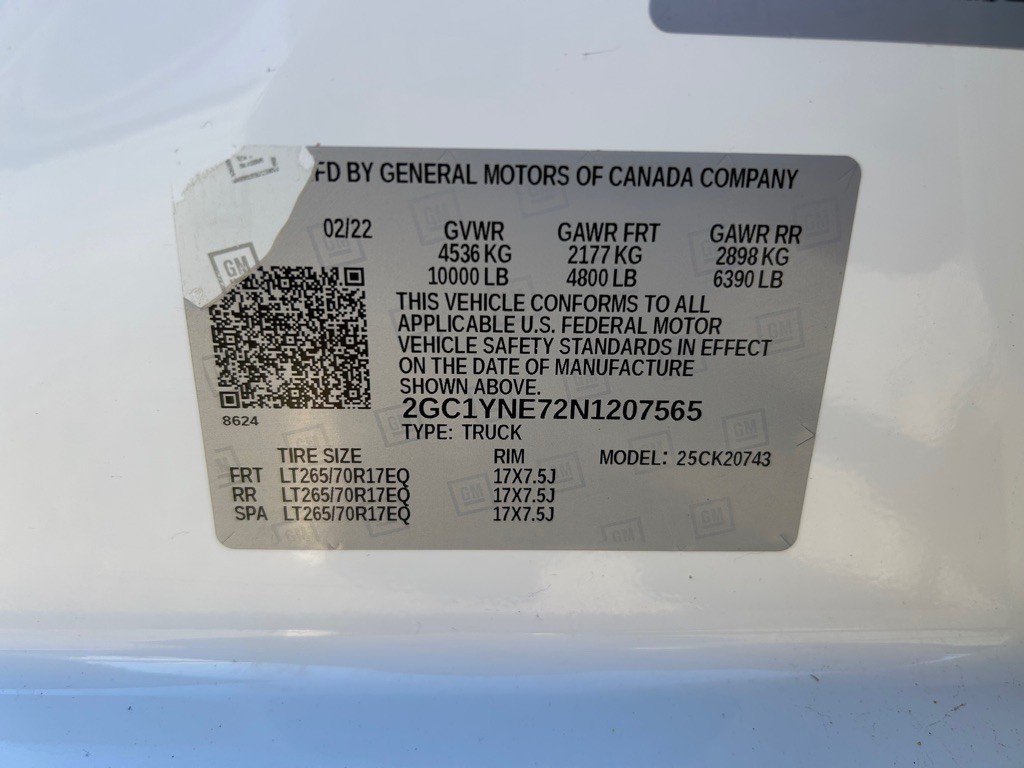 FD BY GENERAL MOTORS OF CANADA COMPANY
02/22 GVWR GAWR FRT GAWR RR
4536 KG 2177 KG 2898 KG
10000 LB 4800 LB 6390 LB
THIS VEHICLE CONFORMS TO ALL
APPLICABLE U.S. FEDERAL MOTOR
VEHICLE SAFETY STANDARDS IN EFFECT
ON THE DATE OF MANUFACTURE
SHOWN ABOVE.
8624
2GC1YNE72N1207565
TYPE: TRUCK
TIRE SIZE RIM MODEL: 25CK20743
FRT LT265/70R17EQ 17X7.5J
RR LT265/70R17EQ 17X7.5J
SPA LT265/70R17EQ 17X7.5J
GM